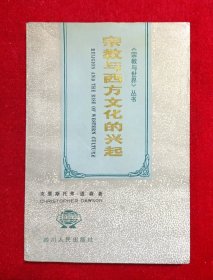 《宗教与世界》丛书
宗教与西方文化的兴起
RELIGION AND THE RISE OF WESTERN CULTURE
克里斯托弗·道森著
CHRISTOPHER DAWSON
四川人民出版社